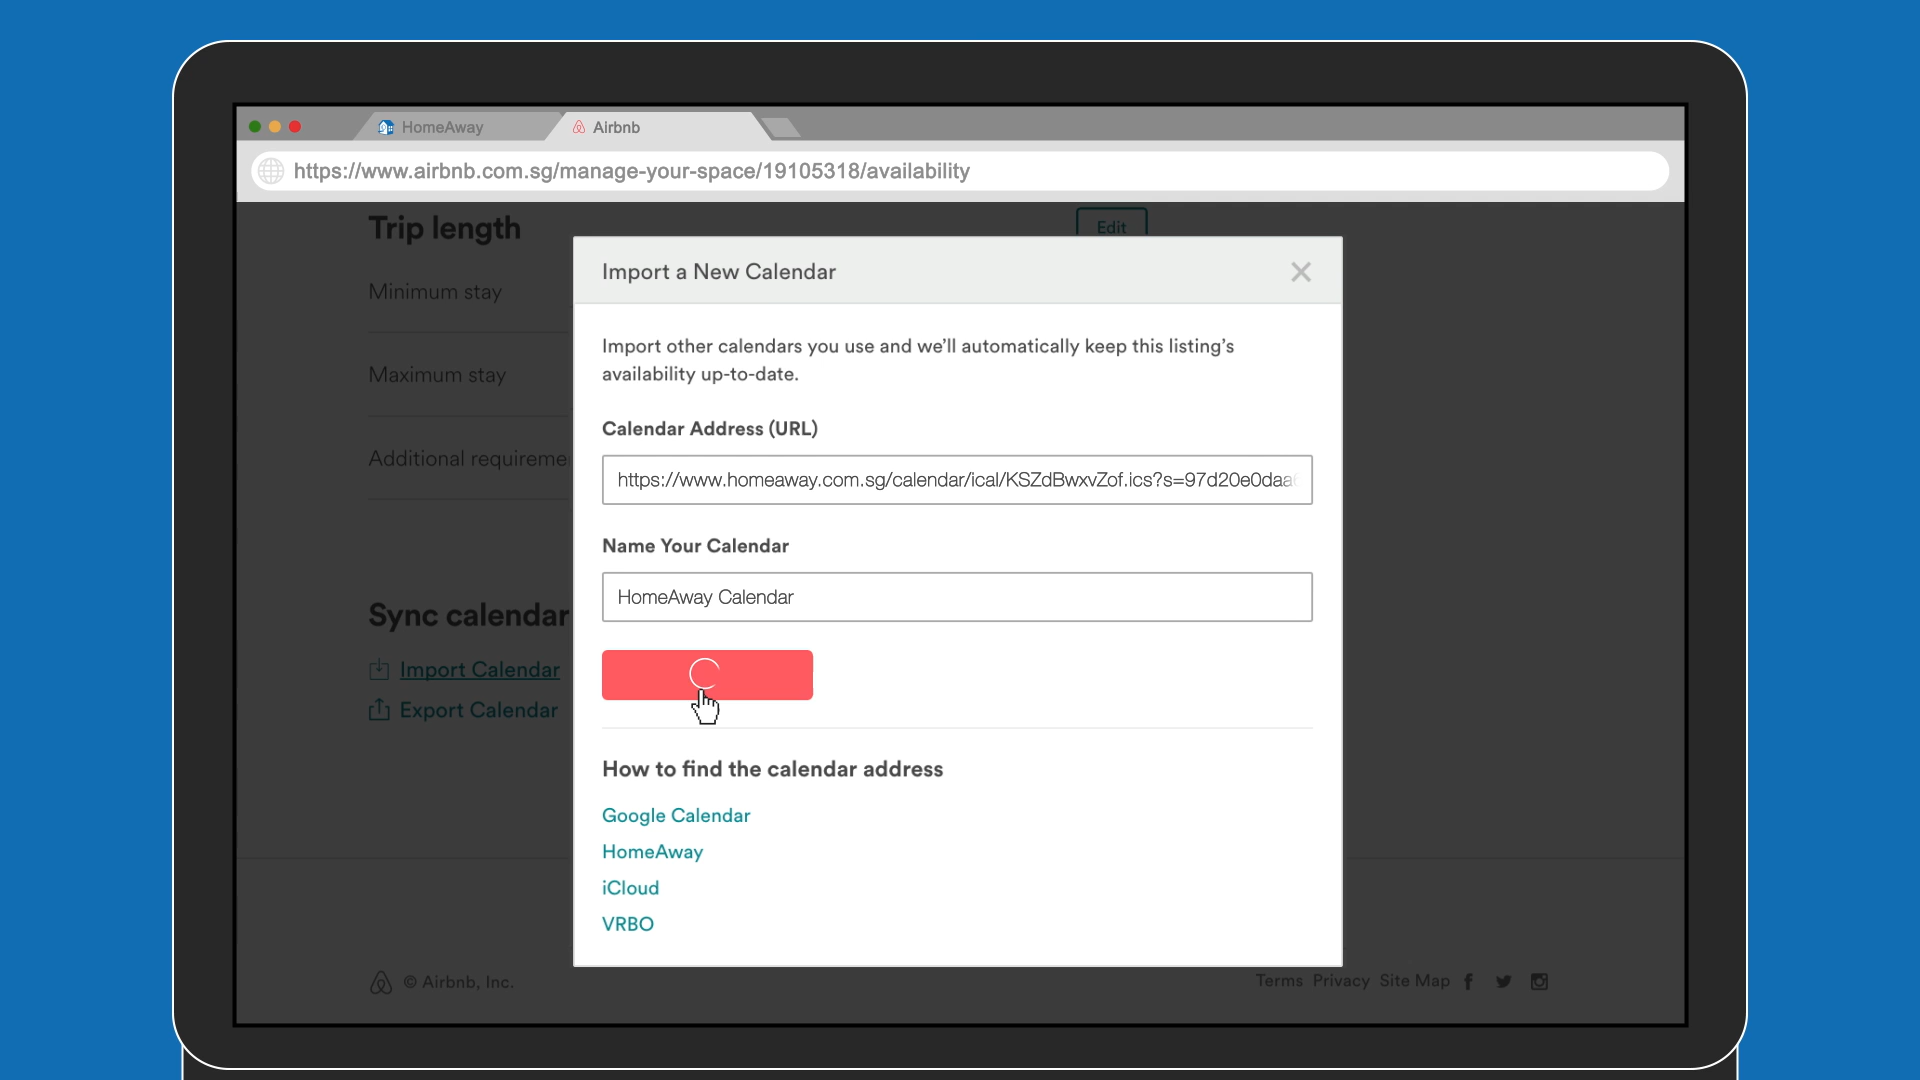 HomeAway
Airbnb
https://www.airbnb.com.sg/manage-your-space/19105318/availability
Trip length
Edit
Minimum stay
Maximum stay
Additional
Sync calendar
Import Calendar
Export Calendar
Import a New Calendar
Import other calendars you use and we’ll automatically keep this listing’s
availability up-to-date.
Calendar Address (URL)
https://www.homeaway.com.sg/calendar/ical/KSZdBwxvZof.ics?s=97d20e0daa
Name Your Calendar
HomeAway Calendar
How to find the calendar address
Google Calendar
HomeAway
iCloud
VRBO
© Airbnb, Inc.
Terms Privacy Site Map